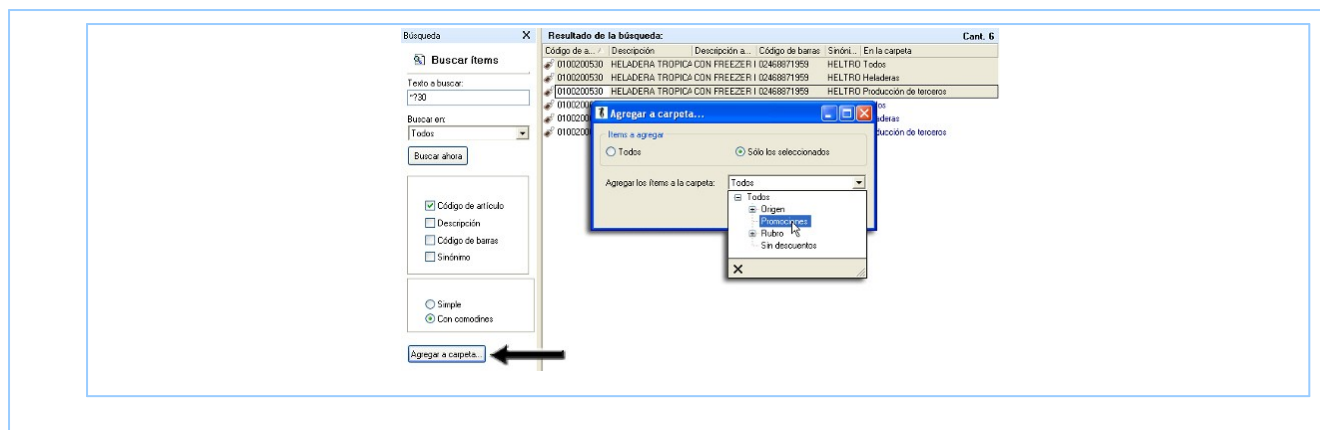 Búsqueda X
Buscar ítems
Texto a buscar:
*?30
Buscar en:
Todos
Buscar ahora
Código de artículo
Descripción
Código de barras
Sinónimo
Simple
Con comodines
Agregar a carpeta...
Resultado de la búsqueda: Cant. 6
Código de a... Descripción Descripción a... Código de barras Sinóni... En la carpeta
0100200530 HELADERA TROPICA CON FREEZER I 02468871959 HELTRO Todos
0100200530 HELADERA TROPICA CON FREEZER I 02468871959 HELTRO Heladeras
0100200530 HELADERA TROPICA CON FREEZER I 02468871959 HELTRO Producción de terceros
Agregar a carpeta...
Items a agregar
Todos Sólo los seleccionados
Agregar los ítems a la carpeta: Todos
Todos
Origen
Promociones
Rubro
Sin descuentos